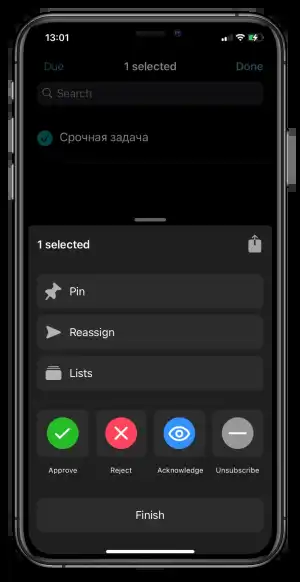 13:01
Due 1 selected Done
Search
Срочная задача
1 selected
Pin
Reassign
Lists
Approve Reject Acknowledge Unsubscribe
Finish